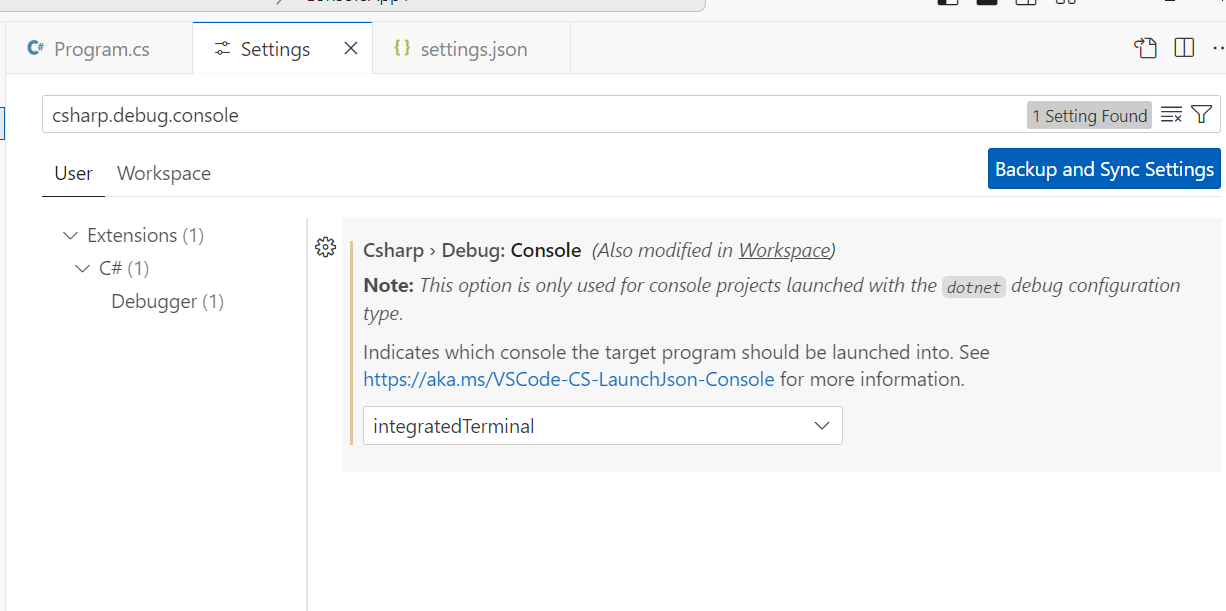 Program.cs
Settings
settings.json
csharp.debug.console
1 Setting Found
User
Workspace
Backup and Sync Settings
Extensions (1)
C# (1)
Debugger (1)
Csharp › Debug: Console (Also modified in Workspace)
Note: This option is only used for console projects launched with the dotnet debug configuration
type.
Indicates which console the target program should be launched into. See
https://aka.ms/VSCode-CS-LaunchJson-Console for more information.
integratedTerminal